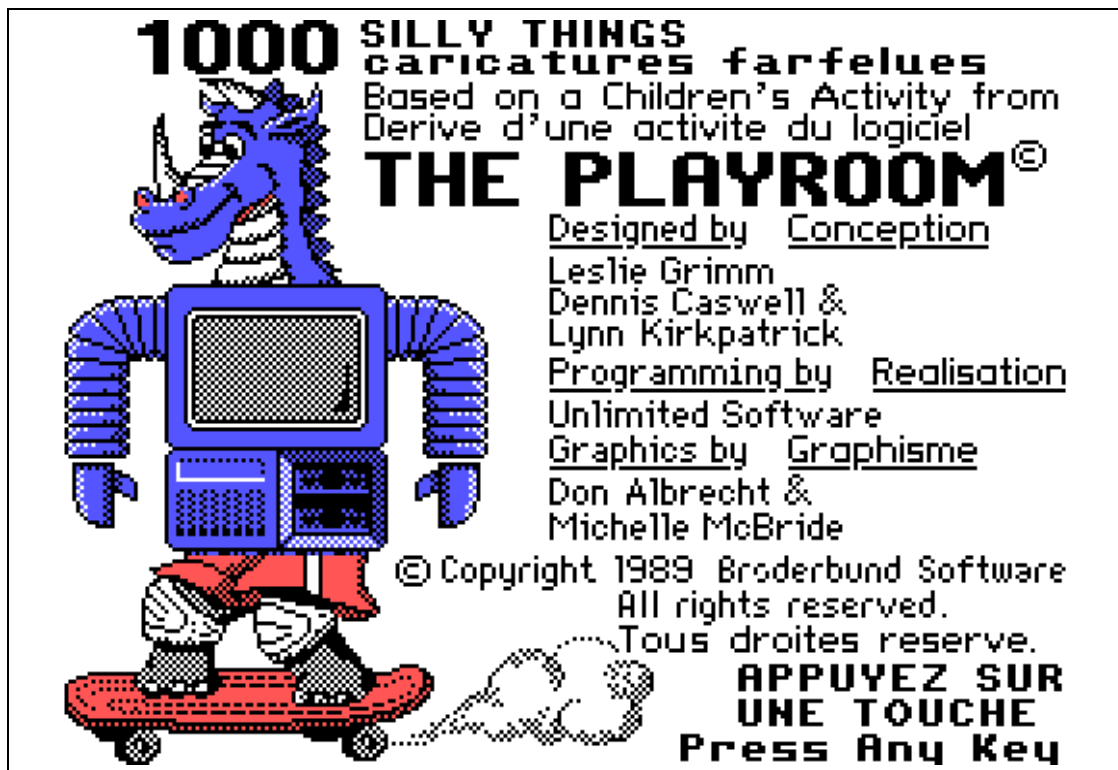 1000 SILLY THINGS
caricatures farfelues
Based on a Children's Activity from
Derive d'une activite du logiciel
THE PLAYROOM©
Designed by Conception
Leslie Grimm
Dennis Caswell &
Lynn Kirkpatrick
Programming by Realisation
Unlimited Software
Graphics by Graphisme
Don Albrecht &
Michelle McBride
© Copyright 1989 Broderbund Software
All rights reserved.
Tous droites reserve.
APPUYEZ SUR
UNE TOUCHE
Press Any Key